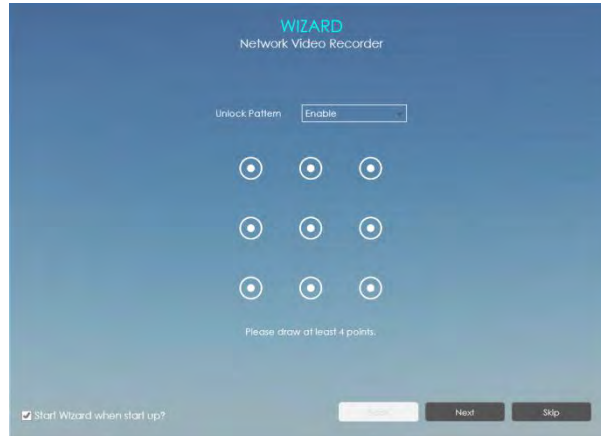 WIZARD
Network Video Recorder
Unlock Pattern Enable
Please draw at least 4 points.
Start Wizard when start up? Next Skip